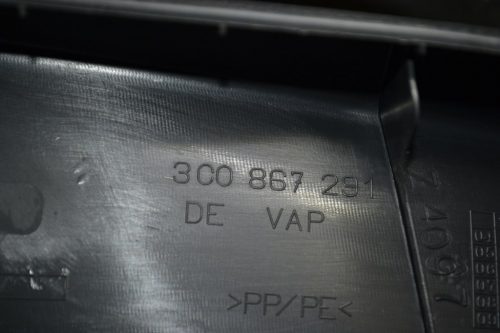 3C0 867 291
DE VAP
>PP/PE<